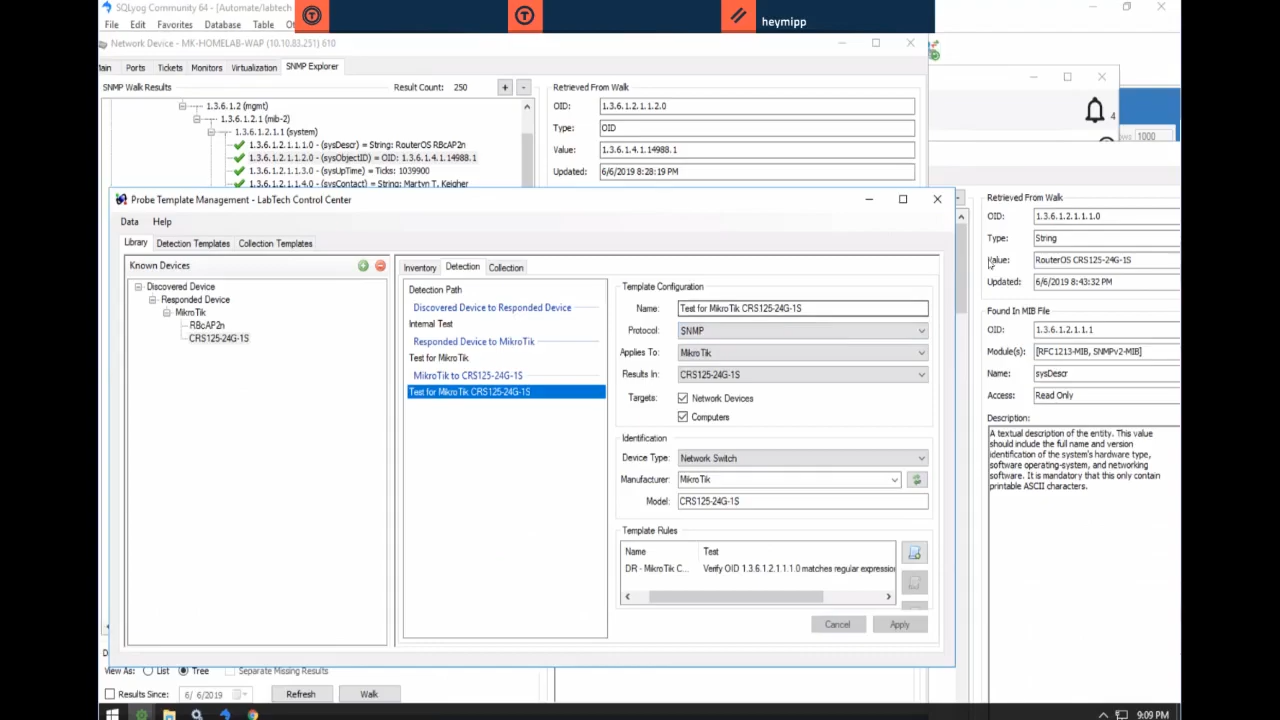 SQLyog Community 64 - [Automate/labtech
heymipp
File Edit Favorites Database Table
Network Device - MK-HOMELAB-WAP (10.10.83.251) 610
Ports Tickets Monitors Virtualization SNMP Explorer
SNMP Walk Results Result Count: 250 + -
1.3.6.1.2 (mgmt)
1.3.6.1.2.1 (mib-2)
1.3.6.1.2.1.1 (system)
1.3.6.1.2.1.1.1.0 - (sysDescr) = String: RouterOS RBcAP2n
1.3.6.1.2.1.1.2.0 - (sysObjectID) = OID: 1.3.6.1.4.1.14988.1
1.3.6.1.2.1.1.3.0 - (sysUpTime) = Ticks: 1039900
1.3.6.1.2.1.1.4.0 - (sysContact) = String: Martyn T. Keigher
Retrieved From Walk
OID: 1.3.6.1.2.1.1.2.0
Type: OID
Value: 1.3.6.1.4.1.14988.1
Updated: 6/6/2019 8:28:19 PM
4
1000
Probe Template Management - LabTech Control Center
Data Help
Library Detection Templates Collection Templates
Known Devices
Discovered Device
Responded Device
MikroTik
RBcAP2n
CRS125-24G-1S
Inventory Detection Collection
Detection Path
Discovered Device to Responded Device
Internal Test
Responded Device to MikroTik
Test for MikroTik
MikroTik to CRS125-24G-1S
Test for MikroTik CRS125-24G-1S
Template Configuration
Name: Test for MikroTik CRS125-24G-1S
Protocol: SNMP
Applies To: MikroTik
Results In: CRS125-24G-1S
Targets: Network Devices
Computers
Identification
Device Type: Network Switch
Manufacturer: MikroTik
Model: CRS125-24G-1S
Template Rules
Name Test
DR - MikroTik C... Verify OID 1.3.6.1.2.1.1.1.0 matches regular expression
Cancel Apply
Retrieved From Walk
OID: 1.3.6.1.2.1.1.1.0
Type: String
Value: RouterOS CRS125-24G-1S
Updated: 6/6/2019 8:43:32 PM
Found In MIB File
OID: 1.3.6.1.2.1.1.1
Module(s): [RFC1213-MIB, SNMPv2-MIB]
Name: sysDescr
Access: Read Only
Description:
A textual description of the entity. This value
should include the full name and version
identification of the system's hardware type,
software operating-system, and networking
software. It is mandatory that this only contain
printable ASCII characters.
View As: List Tree Separate Missing Results
Results Since: 6/ 6/2019 Refresh Walk
9:09 PM